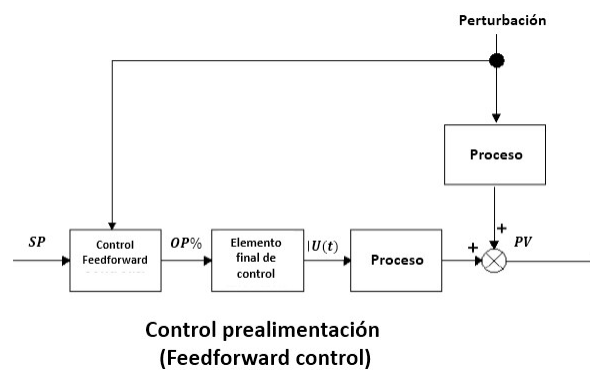 Perturbación
Proceso
+
SP
Control
Feedforward
OP%
Elemento
final de
control
|U(t)
Proceso
+
PV
Control prealimentación
(Feedforward control)